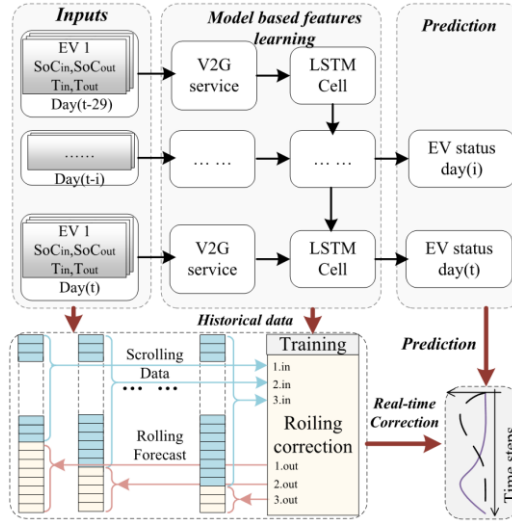 Inputs
Model based features
learning
Prediction
EV 1
SoCin,SoCout
Tin,Tout
Day(t-29)
V2G
service
LSTM
Cell
......
Day(t-i)
... ...
... ...
EV status
day(i)
EV 1
SoCin,SoCout
Tin,Tout
Day(t)
V2G
service
LSTM
Cell
EV status
day(t)
Historical data
Prediction
Scrolling
Data
... ...
Rolling
Forecast
Training
1.in
2.in
3.in
Roiling
correction
1.out
2.out
3.out
Real-time
Correction
Time steps